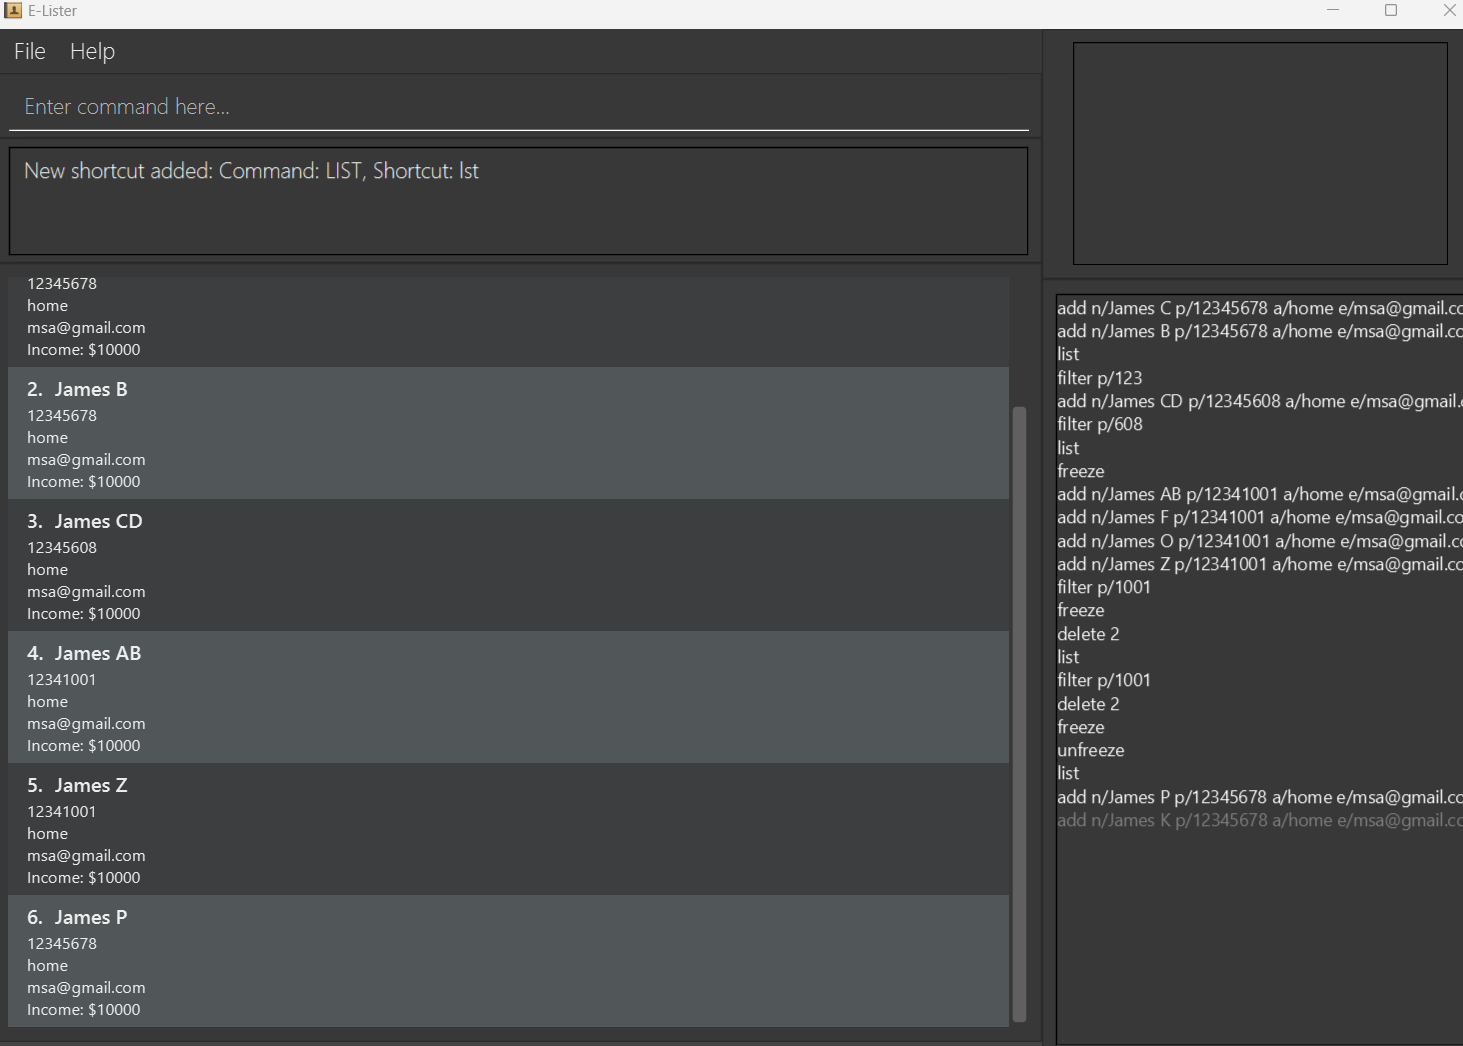 E-Lister
File Help
Enter command here...
New shortcut added: Command: LIST, Shortcut: lst
12345678
home
msa@gmail.com
Income: $10000
2. James B
12345678
home
msa@gmail.com
Income: $10000
3. James CD
12345608
home
msa@gmail.com
Income: $10000
4. James AB
12341001
home
msa@gmail.com
Income: $10000
5. James Z
12341001
home
msa@gmail.com
Income: $10000
6. James P
12345678
home
msa@gmail.com
Income: $10000
add n/James C p/12345678 a/home e/msa@gmail.cc
add n/James B p/12345678 a/home e/msa@gmail.cc
list
filter p/123
add n/James CD p/12345608 a/home e/msa@gmail.
filter p/608
list
freeze
add n/James AB p/12341001 a/home e/msa@gmail.
add n/James F p/12341001 a/home e/msa@gmail.co
add n/James O p/12341001 a/home e/msa@gmail.cc
add n/James Z p/12341001 a/home e/msa@gmail.co
filter p/1001
freeze
delete 2
list
filter p/1001
delete 2
freeze
unfreeze
list
add n/James P p/12345678 a/home e/msa@gmail.co
add n/James K p/12345678 a/home e/msa@gmail.cc